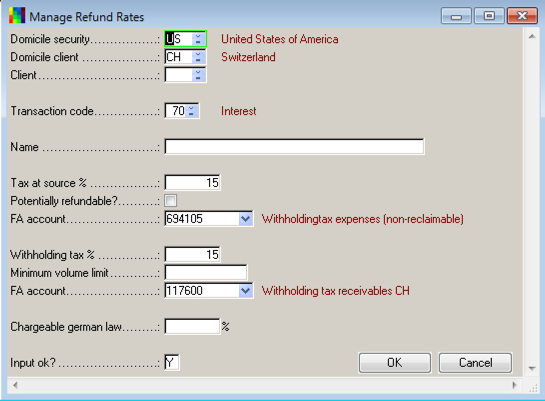 Manage Refund Rates
Domicile security..................: US United States of America
Domicile client.....................: CH Switzerland
Client..................................:
Transaction code................: 70 Interest
Name .................................:
Tax at source % .................: 15
Potentially refundable?..........:
FA account.........................: 694105 Withholdingtax expenses (non-reclaimable)
Withholding tax %................: 15
Minimum volume limit............:
FA account.........................: 117600 Withholding tax receivables CH
Chargeable german law.........: %
Input ok? ...........................: Y OK Cancel